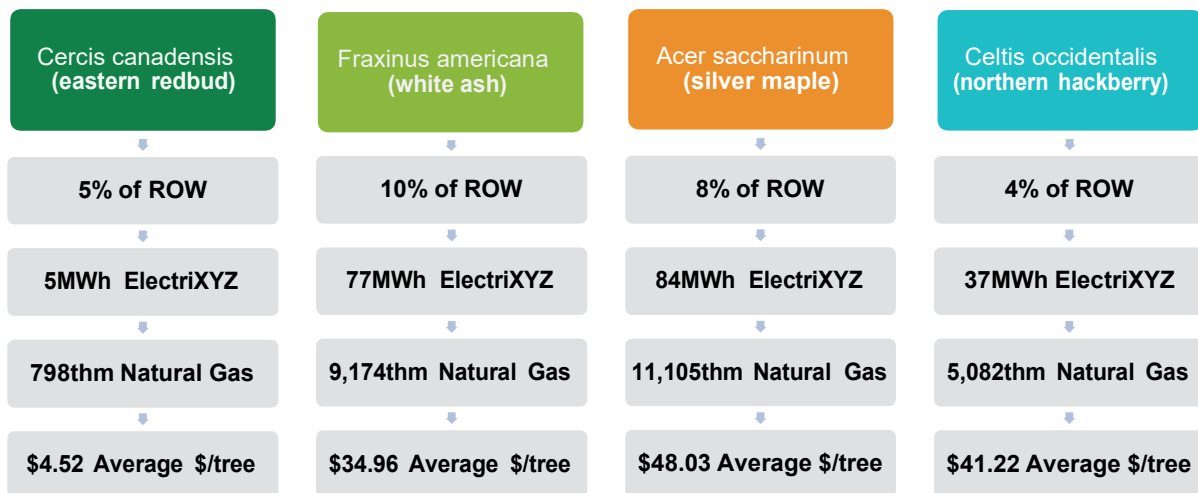 Cercis canadensis
(eastern redbud)
5% of ROW
5MWh ElectriXYZ
798thm Natural Gas
$4.52 Average $/tree
Fraxinus americana
(white ash)
10% of ROW
77MWh ElectriXYZ
9,174thm Natural Gas
$34.96 Average $/tree
Acer saccharinum
(silver maple)
8% of ROW
84MWh ElectriXYZ
11,105thm Natural Gas
$48.03 Average $/tree
Celtis occidentalis
(northern hackberry)
4% of ROW
37MWh ElectriXYZ
5,082thm Natural Gas
$41.22 Average $/tree